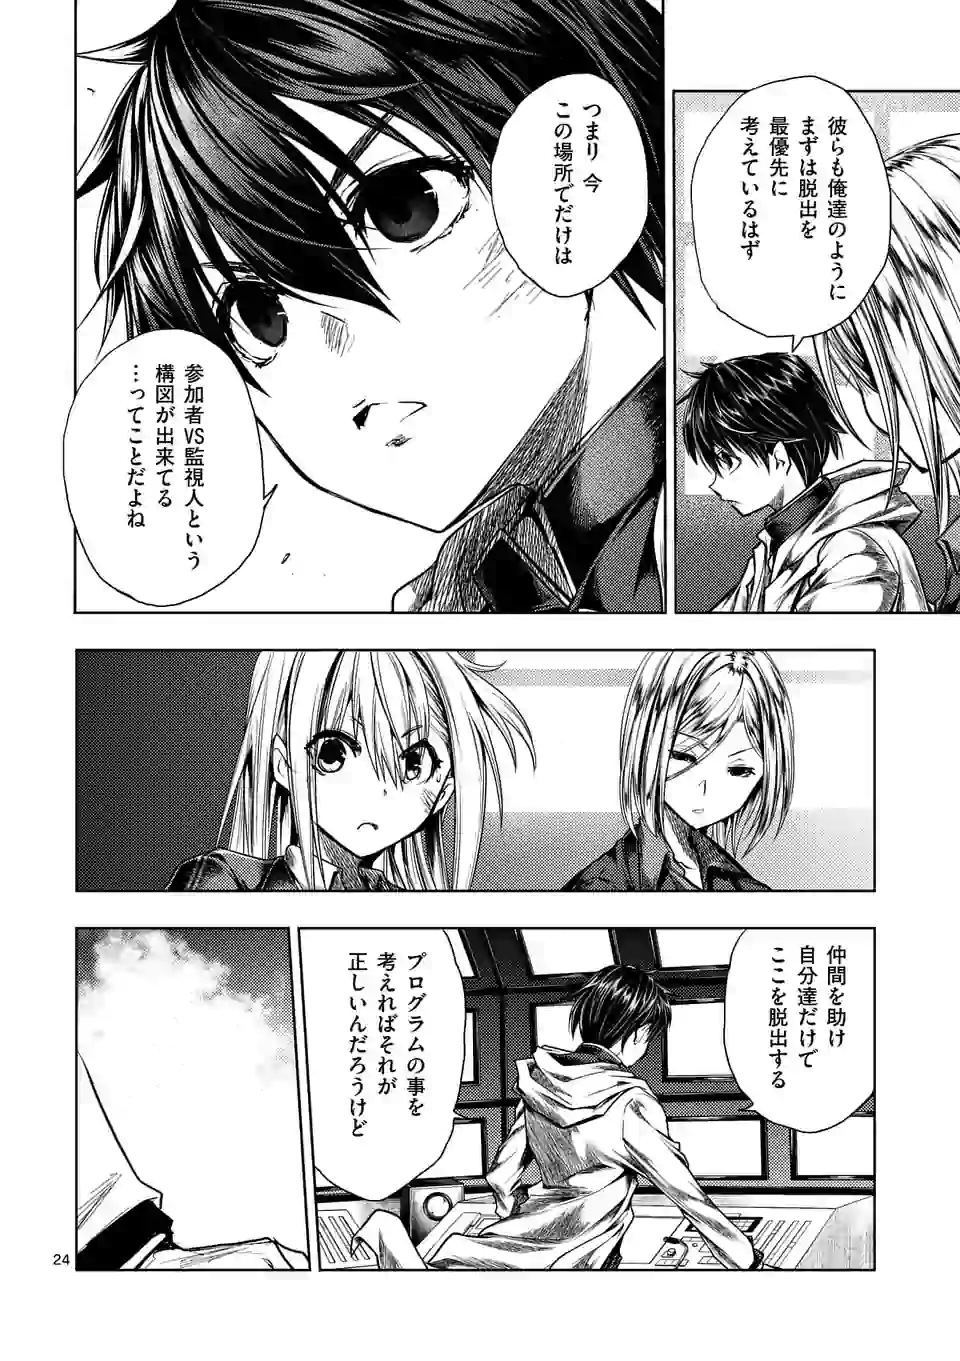 彼らも俺達のように
まずは脱出を
最優先に
考えているはず
つまり 今
この場所でだけは
参加者VS監視人という
構図が出来てる
…ってことだよね
仲間を助け
自分達だけで
ここを脱出する
プログラムの事を
考えればそれが
正しいんだろうけど
24